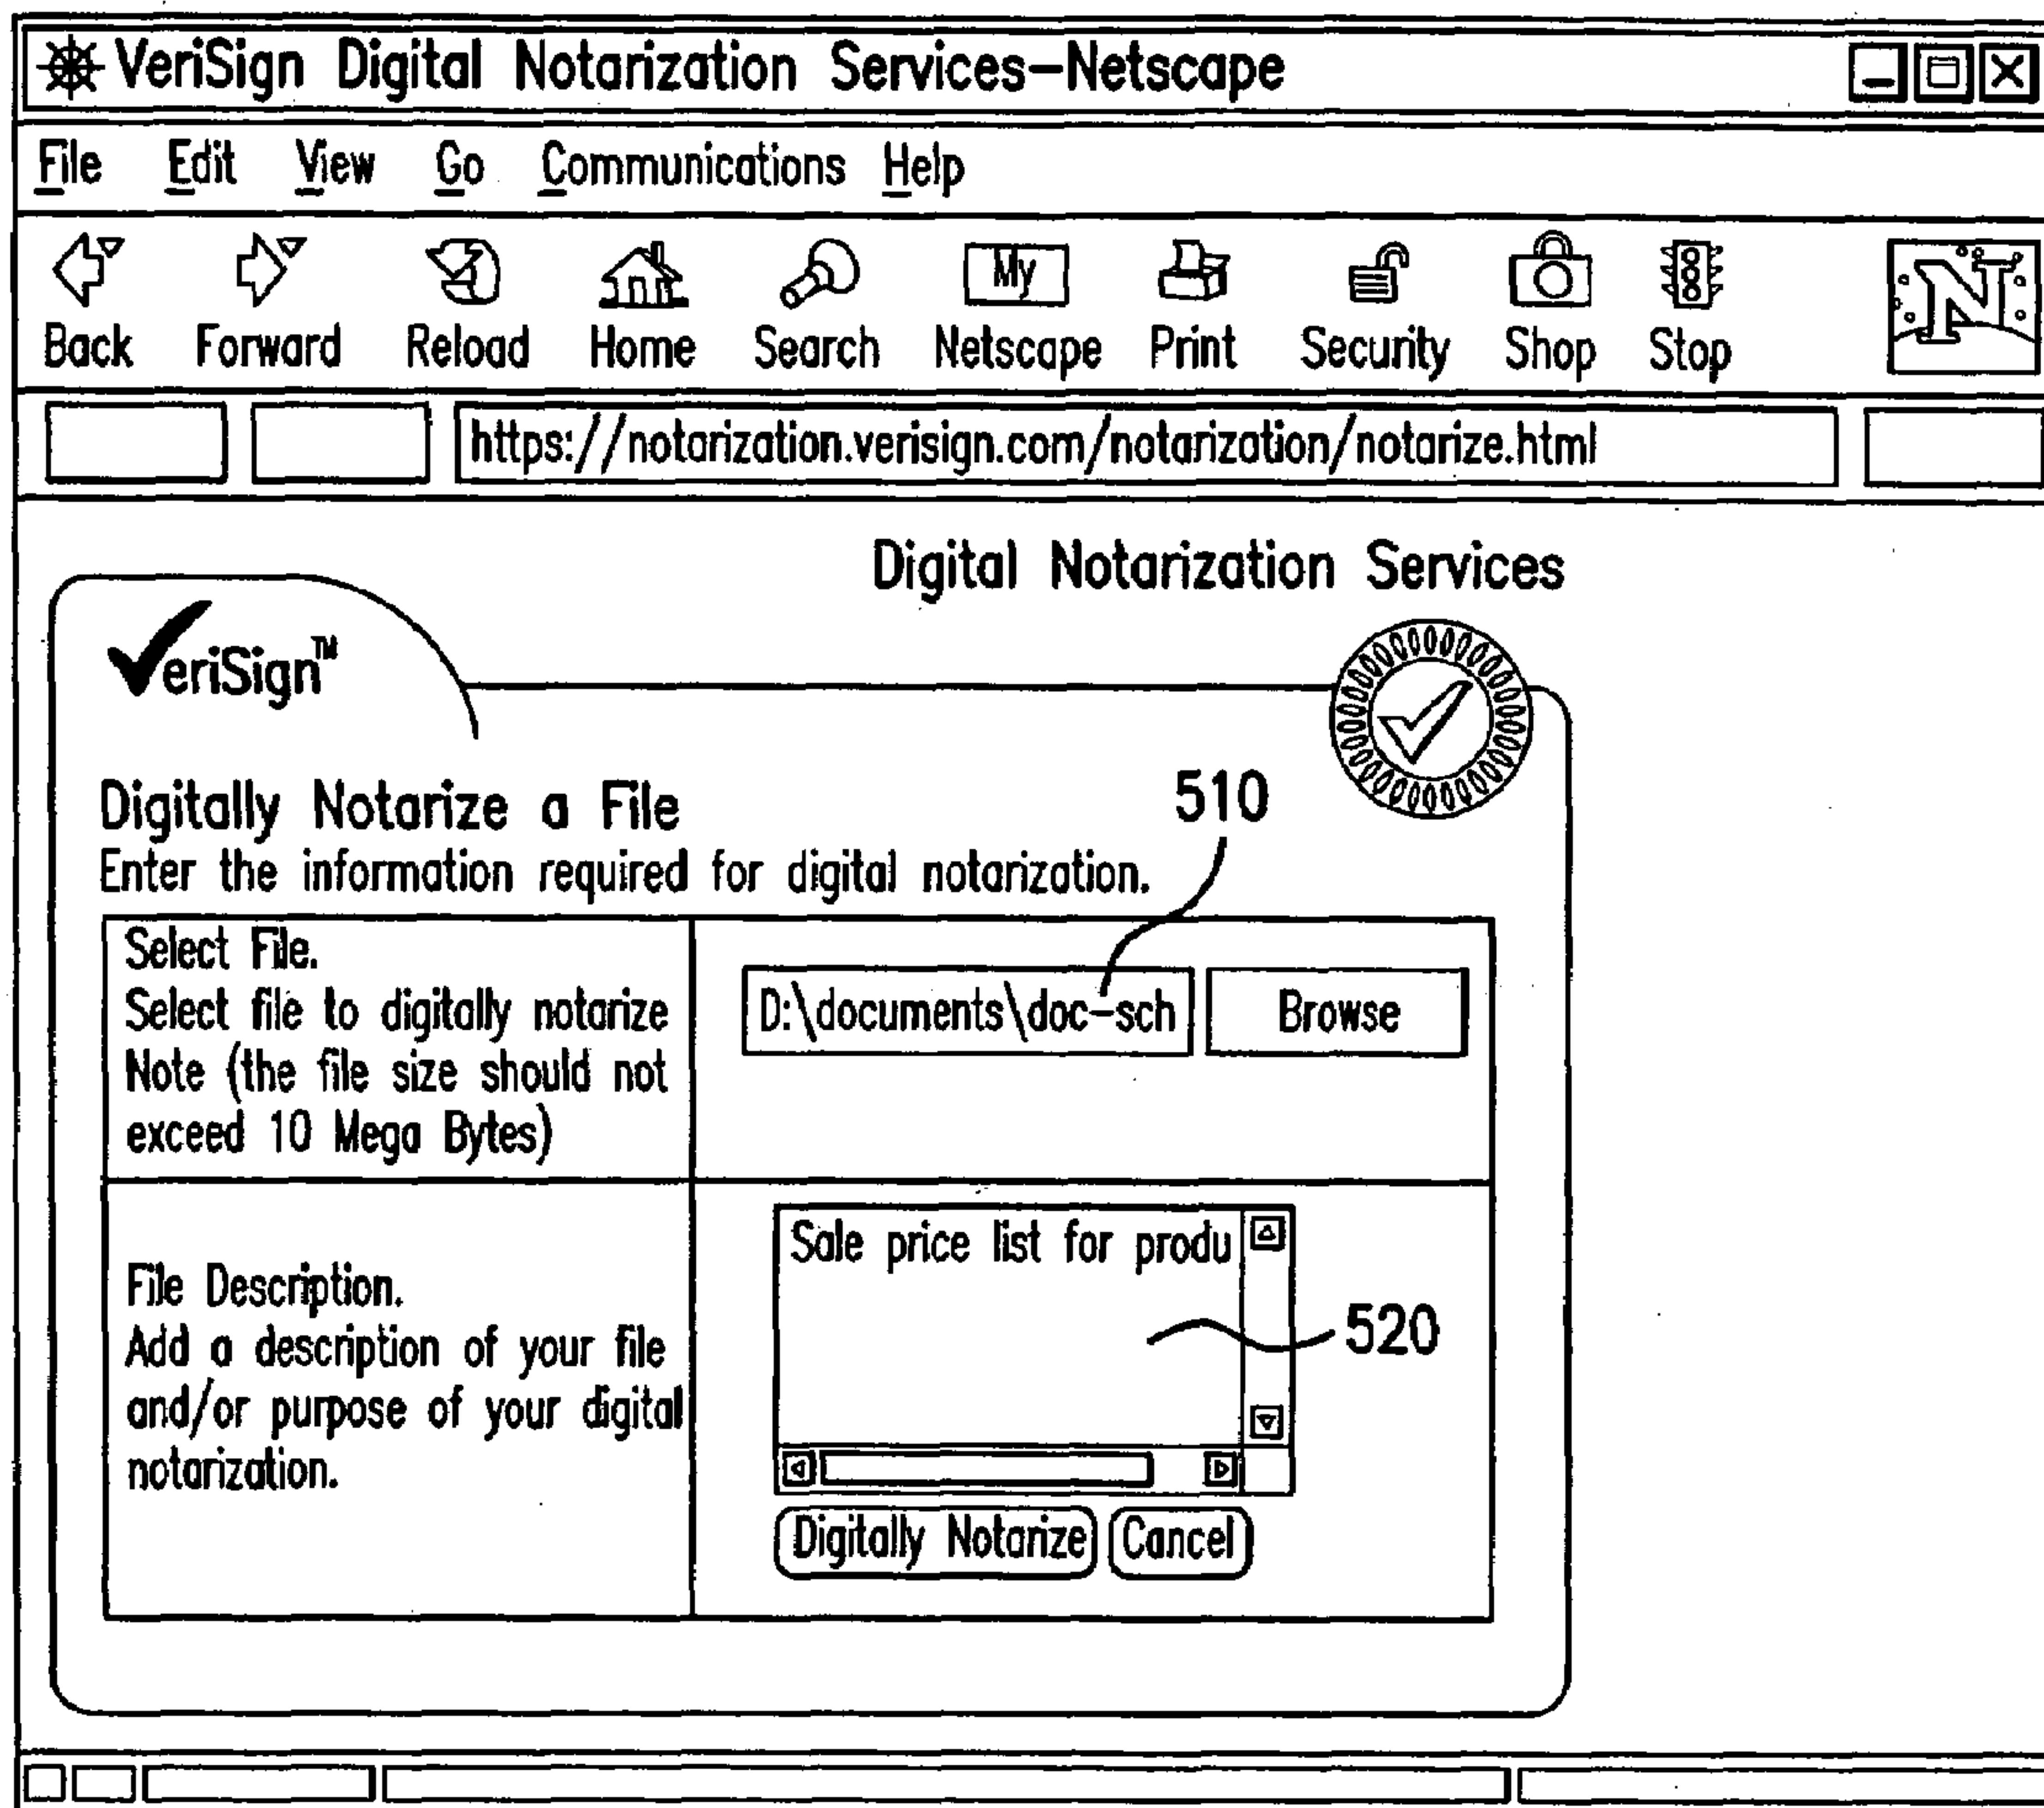 VeriSign Digital Notarization Services-Netscape
File Edit View Go Communications Help
My
N
Back Forward Reload Home Search Netscape Print Security Shop Stop
https://notarization.verisign.com/notarization/notarize.html
Digital Notarization Services
VeriSign™
510
Digitally Notarize a File
Enter the information required for digital notarization.
Select File.
Select file to digitally notarize
Note (the file size should not
exceed 10 Mega Bytes)
D:\documents\doc-sch Browse
Sale price list for produ
File Description.
Add a description of your file
and/or purpose of your digital
notarization.
520
Digitally Notarize Cancel